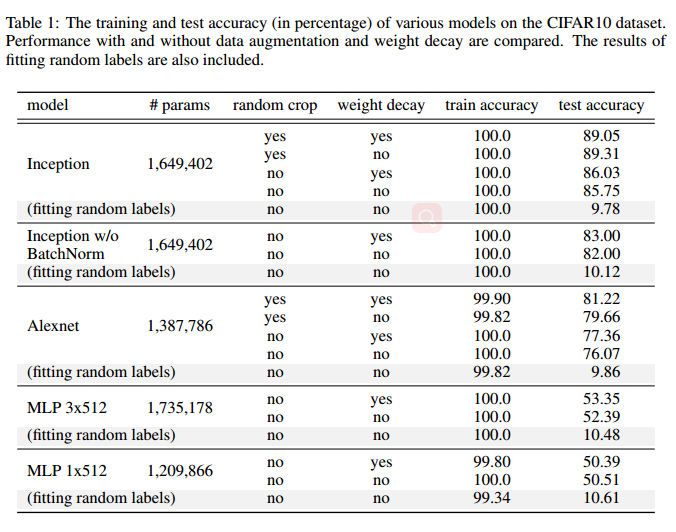 Table 1: The training and test accuracy (in percentage) of various models on the CIFAR10 dataset.
Performance with and without data augmentation and weight decay are compared. The results of
fitting random labels are also included.
model # params random crop weight decay train accuracy test accuracy
Inception 1,649,402
yes yes 100.0 89.05
yes no 100.0 89.31
no yes 100.0 86.03
no no 100.0 85.75
(fitting random labels) no no 100.0 9.78
Inception w/o
BatchNorm
1,649,402
no yes 100.0 83.00
no no 100.0 82.00
(fitting random labels) no no 100.0 10.12
Alexnet 1,387,786
yes yes 99.90 81.22
yes no 99.82 79.66
no yes 100.0 77.36
no no 100.0 76.07
(fitting random labels) no no 99.82 9.86
MLP 3x512 1,735,178
no yes 100.0 53.35
no no 100.0 52.39
(fitting random labels) no no 100.0 10.48
MLP 1x512 1,209,866
no yes 99.80 50.39
no no 100.0 50.51
(fitting random labels) no no 99.34 10.61